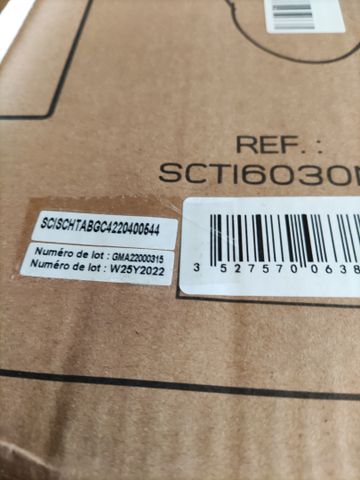 REF. :
SCTI6030
SCISCHTABGC4220400544
Numéro de lot : GMA22000315
Numéro de lot : W25Y2022
3 527570 0638